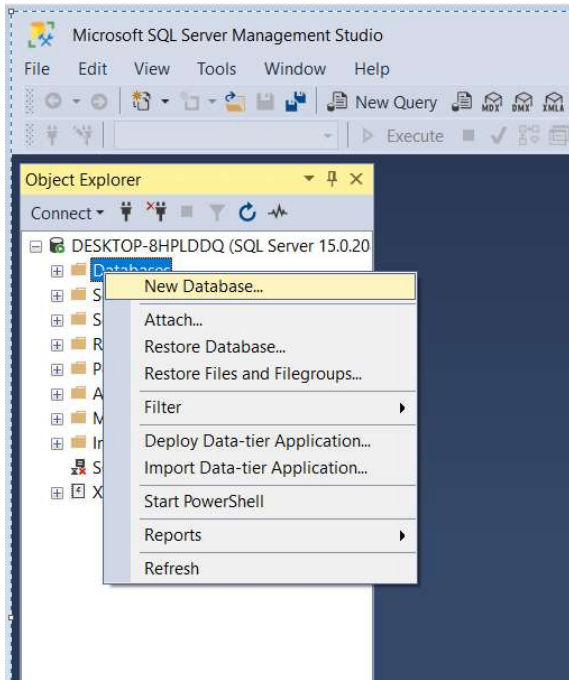 Microsoft SQL Server Management Studio
File Edit View Tools Window Help
New Query MDX DMX XMLA
Execute
Object Explorer
Connect
DESKTOP-8HPLDDQ (SQL Server 15.0.20
Databases
New Database...
S
Attach...
S
Restore Database...
R
Restore Files and Filegroups...
P
A
Filter
M
Deploy Data-tier Application...
In
Import Data-tier Application...
S
X
Start PowerShell
Reports
Refresh